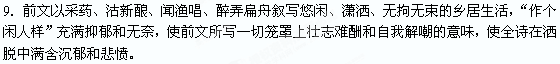 9．前文以采药、沽新酿、闻渔唱、醉弄扁舟叙写悠闲、潇洒、无拘无束的乡居生活，“作个
闲人样”充满抑郁和无奈，使前文所写一切笼罩上壮志难酬和自我解嘲的意味，使全诗在洒
脱中满含沉郁和悲愤。